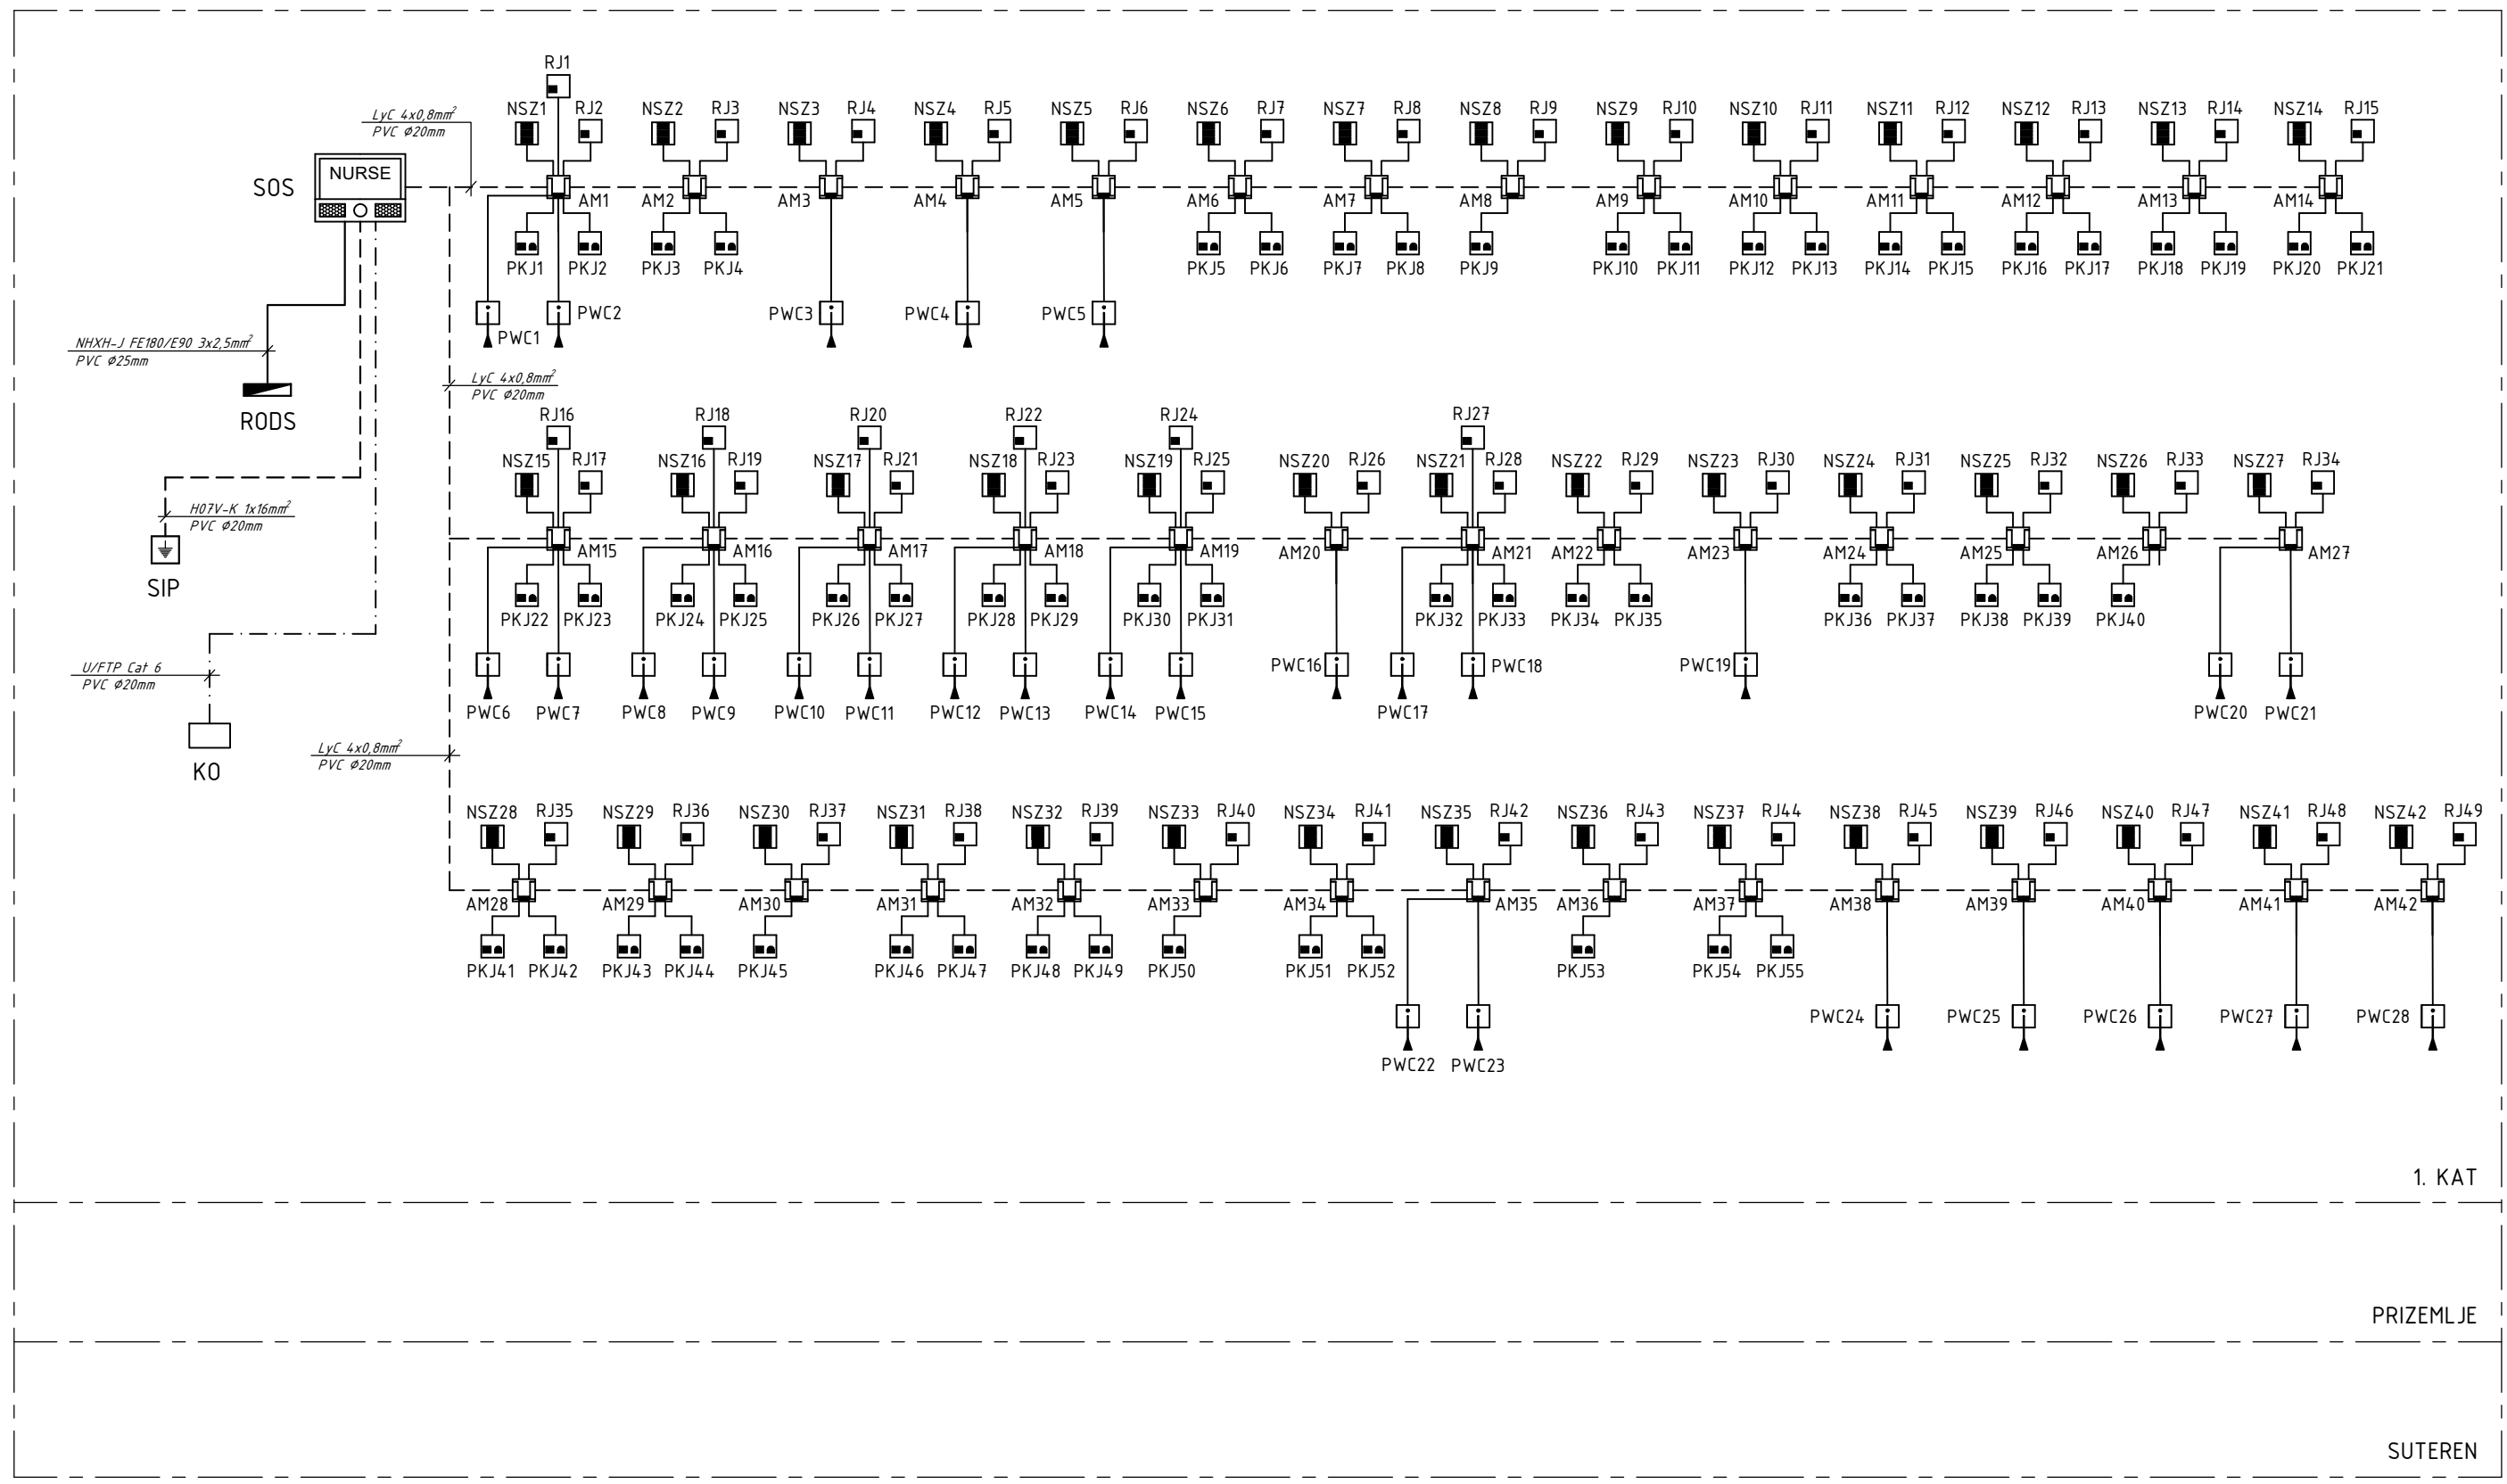 RJ1
NSZ1 RJ2 NSZ2 RJ3 NSZ3 RJ4 NSZ4 RJ5 NSZ5 RJ6 NSZ6 RJ7 NSZ7 RJ8 NSZ8 RJ9 NSZ9 RJ10 NSZ10 RJ11 NSZ11 RJ12 NSZ12 RJ13 NSZ13 RJ14 NSZ14 RJ15
LyC 4x0,8mm²
PVC Ø20mm
NURSE
SOS
AM1 AM2 AM3 AM4 AM5 AM6 AM7 AM8 AM9 AM10 AM11 AM12 AM13 AM14
PKJ1 PKJ2 PKJ3 PKJ4 PKJ5 PKJ6 PKJ7 PKJ8 PKJ9 PKJ10 PKJ11 PKJ12 PKJ13 PKJ14 PKJ15 PKJ16 PKJ17 PKJ18 PKJ19 PKJ20 PKJ21
PWC1 PWC2 PWC3 PWC4 PWC5
NHXH-J FE180/E90 3x2,5mm²
PVC Ø25mm
RODS
LyC 4x0,8mm²
PVC Ø20mm
RJ16 RJ18 RJ20 RJ22 RJ24 RJ27
NSZ15 RJ17 NSZ16 RJ19 NSZ17 RJ21 NSZ18 RJ23 NSZ19 RJ25 NSZ20 RJ26 NSZ21 RJ28 NSZ22 RJ29 NSZ23 RJ30 NSZ24 RJ31 NSZ25 RJ32 NSZ26 RJ33 NSZ27 RJ34
H07V-K 1x16mm²
PVC Ø20mm
SIP
AM15 AM16 AM17 AM18 AM19 AM20 AM21 AM22 AM23 AM24 AM25 AM26 AM27
PKJ22 PKJ23 PKJ24 PKJ25 PKJ26 PKJ27 PKJ28 PKJ29 PKJ30 PKJ31 PKJ32 PKJ33 PKJ34 PKJ35 PKJ36 PKJ37 PKJ38 PKJ39 PKJ40
PWC16 PWC18 PWC19
PWC6 PWC7 PWC8 PWC9 PWC10 PWC11 PWC12 PWC13 PWC14 PWC15 PWC17 PWC20 PWC21
U/FTP Cat 6
PVC Ø20mm
KO
LyC 4x0,8mm²
PVC Ø20mm
NSZ28 RJ35 NSZ29 RJ36 NSZ30 RJ37 NSZ31 RJ38 NSZ32 RJ39 NSZ33 RJ40 NSZ34 RJ41 NSZ35 RJ42 NSZ36 RJ43 NSZ37 RJ44 NSZ38 RJ45 NSZ39 RJ46 NSZ40 RJ47 NSZ41 RJ48 NSZ42 RJ49
AM28 AM29 AM30 AM31 AM32 AM33 AM34 AM35 AM36 AM37 AM38 AM39 AM40 AM41 AM42
PKJ41 PKJ42 PKJ43 PKJ44 PKJ45 PKJ46 PKJ47 PKJ48 PKJ49 PKJ50 PKJ51 PKJ52 PKJ53 PKJ54 PKJ55
PWC24 PWC25 PWC26 PWC27 PWC28
PWC22 PWC23
1. KAT
PRIZEMLJE
SUTEREN